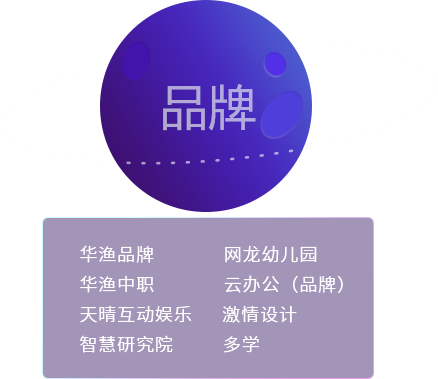 品牌
华渔品牌 网龙幼儿园
华渔中职 云办公（品牌）
天晴互动娱乐 激情设计
智慧研究院 多学